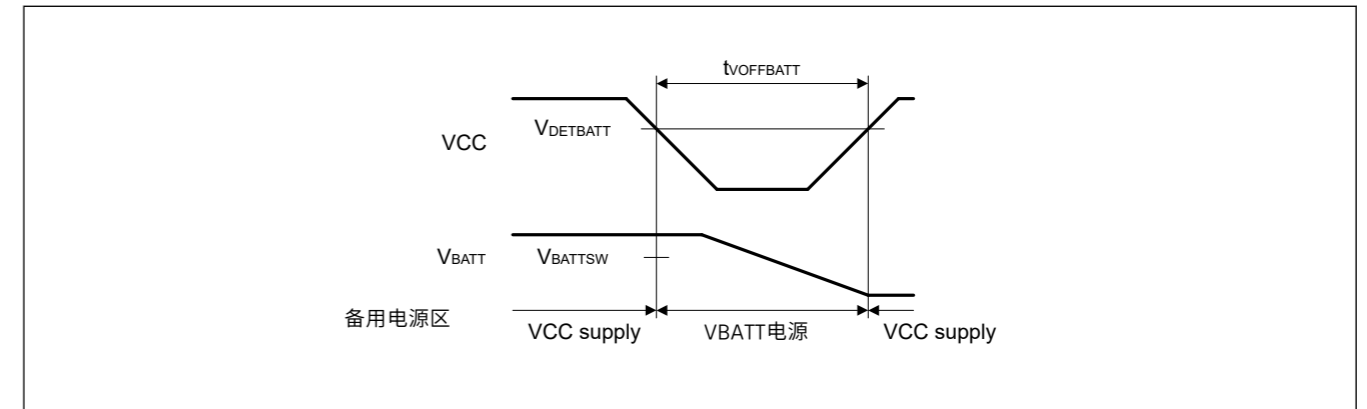 tVOFFBATT
VCC
VDETBATT
VBATT
VBATTSW
备用电源区
VCC supply
VBATT电源
VCC supply